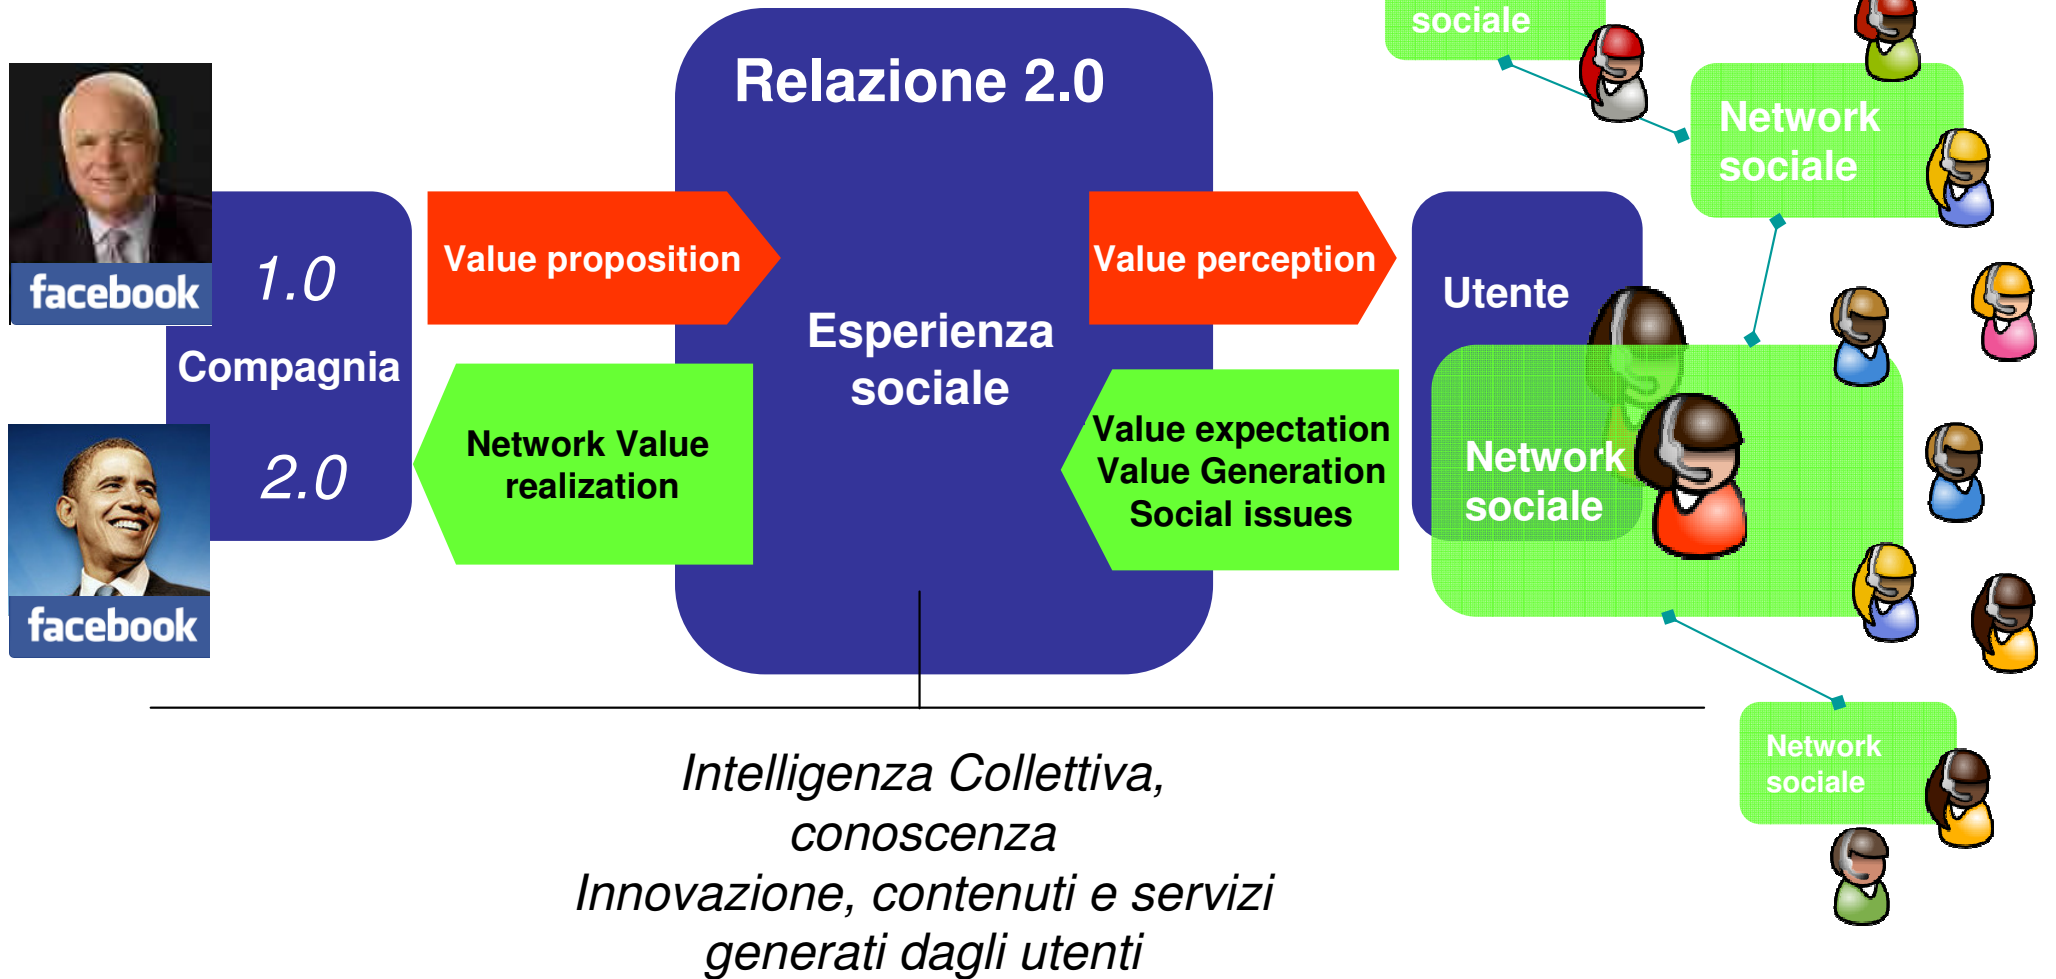 sociale
Relazione 2.0
Network
sociale
facebook
1.0
Compagnia
2.0
facebook
Value proposition
Network Value
realization
Esperienza
sociale
Value perception
Value expectation
Value Generation
Social issues
Utente
Network
sociale
Network
sociale
Intelligenza Collettiva,
conoscenza
Innovazione, contenuti e servizi
generati dagli utenti